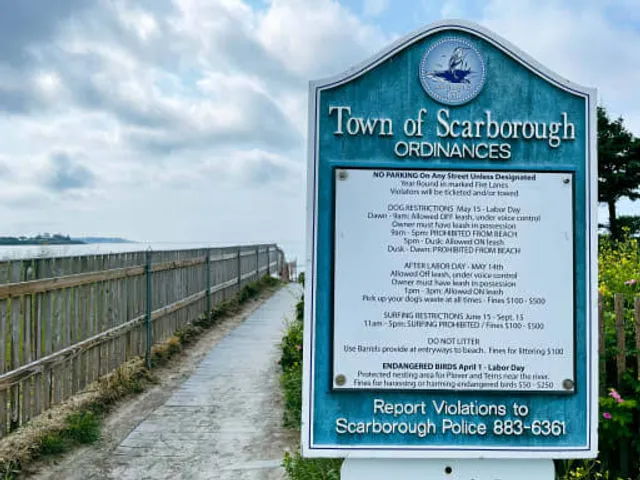 Town of Scarborough
ORDINANCES
NO PARKING On Any Street Unless Designated
Year Round in marked Fire Lanes
Violators will be ticketed and/or towed
DOG RESTRICTIONS May 15 - Labor Day
Dawn - 9am: Allowed OFF leash, under voice control
Owner must have leash in possession
9am - 5pm: PROHIBITED FROM BEACH
5pm - Dusk: Allowed ON leash
Dusk - Dawn: PROHIBITED FROM BEACH
AFTER LABOR DAY - MAY 14th
Allowed Off leash, under voice control
Owner must have leash in possession
1pm - 3pm: Allowed ON leash
Pick up your dog's waste at all times - Fines $100 - $500
SURFING RESTRICTIONS June 15 - Sept. 15
11am - 5pm: SURFING PROHIBITED / Fines $100 - $500
DO NOT LITTER
Use Barrels provide at entryways to beach. Fines for littering $100
ENDANGERED BIRDS April 1 - Labor Day
Protected nesting area for Plover and Terns near the river.
Fines for harassing or harming endangered birds $50 - $250
Report Violations to
Scarborough Police 883-6361